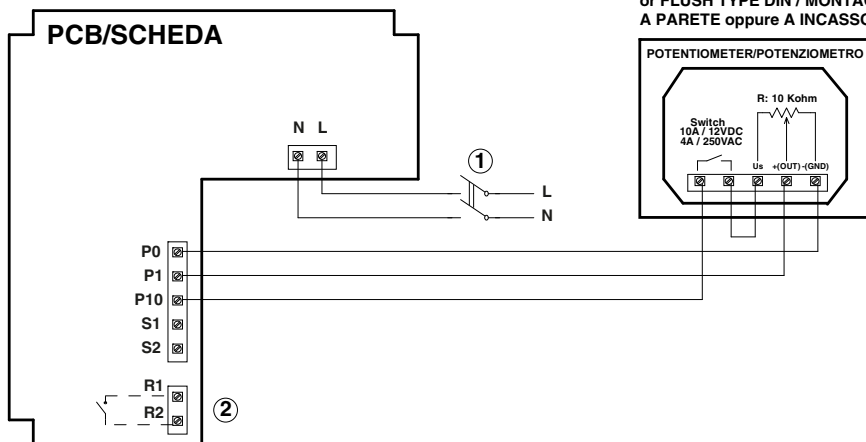 or FLUSH TYPE DIN / MONTAG
A PARETE oppure A INCASSO
PCB/SCHEDA
POTENTIOMETER/POTENZIOMETRO
R: 10 Kohm
Switch
10A / 12VDC
4A / 250VAC
Us +(OUT) -(GND)
N L
1
L
N
P0
P1
P10
S1
S2
R1
R2
2